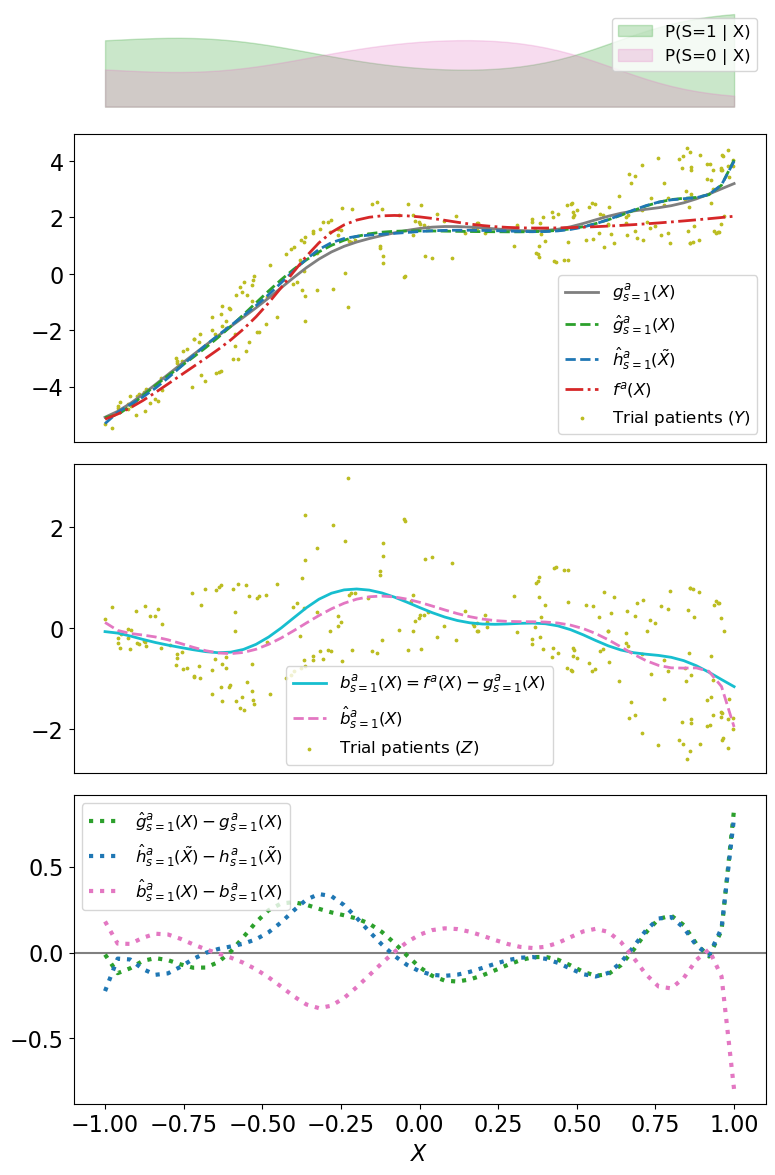 P(S=1 | X)
P(S=0 | X)
4
2
0
−2
−4
g^a_{s=1}(X)
ĝ^a_{s=1}(X)
ĥ^a_{s=1}(X̃)
f^a(X)
Trial patients (Y)
2
0
−2
b^a_{s=1}(X) = f^a(X) − g^a_{s=1}(X)
b̂^a_{s=1}(X)
Trial patients (Z)
ĝ^a_{s=1}(X) − g^a_{s=1}(X)
ĥ^a_{s=1}(X̃) − h^a_{s=1}(X̃)
b̂^a_{s=1}(X) − b^a_{s=1}(X)
0.5
0.0
−0.5
−1.00 −0.75 −0.50 −0.25 0.00 0.25 0.50 0.75 1.00
X